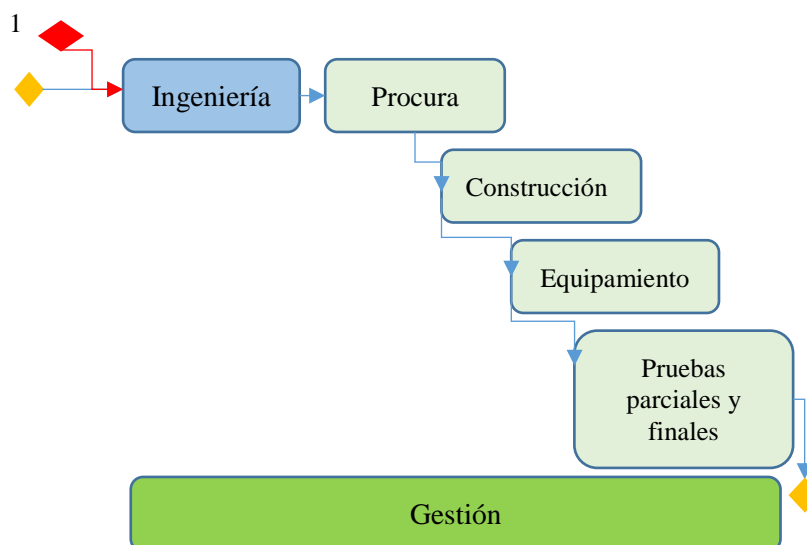 1
Ingeniería
Procura
Construcción
Equipamiento
Pruebas
parciales y
finales
Gestión